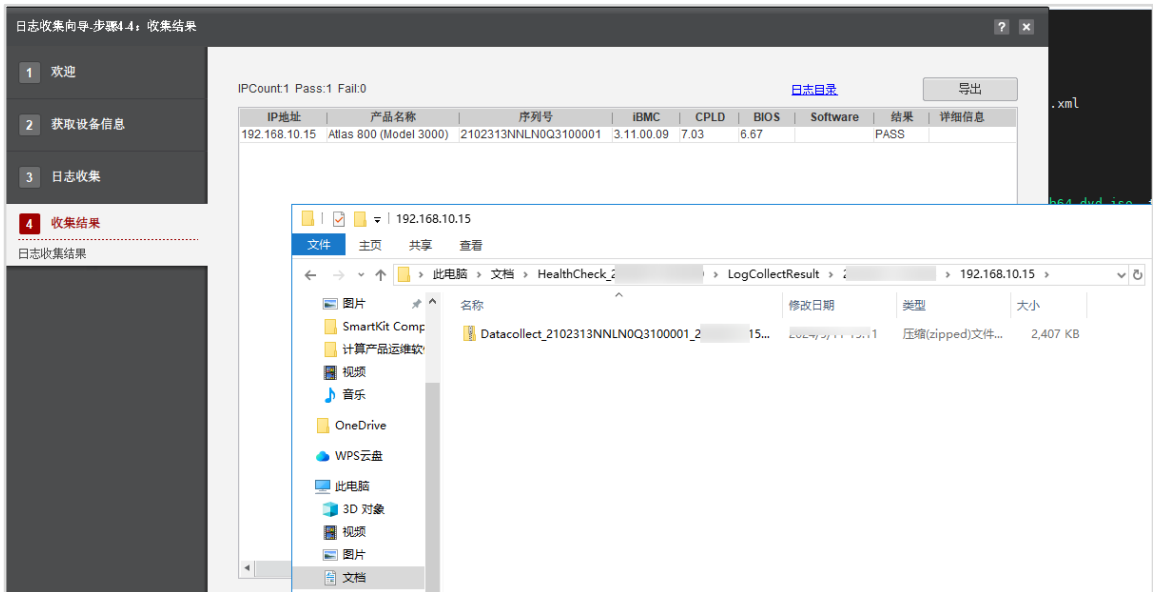 日志收集向导-步骤4-4：收集结果
?
1 欢迎
2 获取设备信息
3 日志收集
4 收集结果
日志收集结果
IPCount:1 Pass:1 Fail:0
日志目录
导出
IP地址 产品名称 序列号 iBMC CPLD BIOS Software 结果 详细信息
192.168.10.15 Atlas 800 (Model 3000) 2102313NNLN0Q3100001 3.11.00.09 7.03 6.67 PASS
.xml
192.168.10.15
文件 主页 共享 查看
此电脑 › 文档 › HealthCheck_2 › LogCollectResult › 2 › 192.168.10.15 ›
名称 修改日期 类型 大小
Datacollect_2102313NNLN0Q3100001_2 15... 压缩(zipped)文件... 2,407 KB
图片
SmartKit Comp
计算产品运维软
视频
音乐
OneDrive
WPS云盘
此电脑
3D 对象
视频
图片
文档